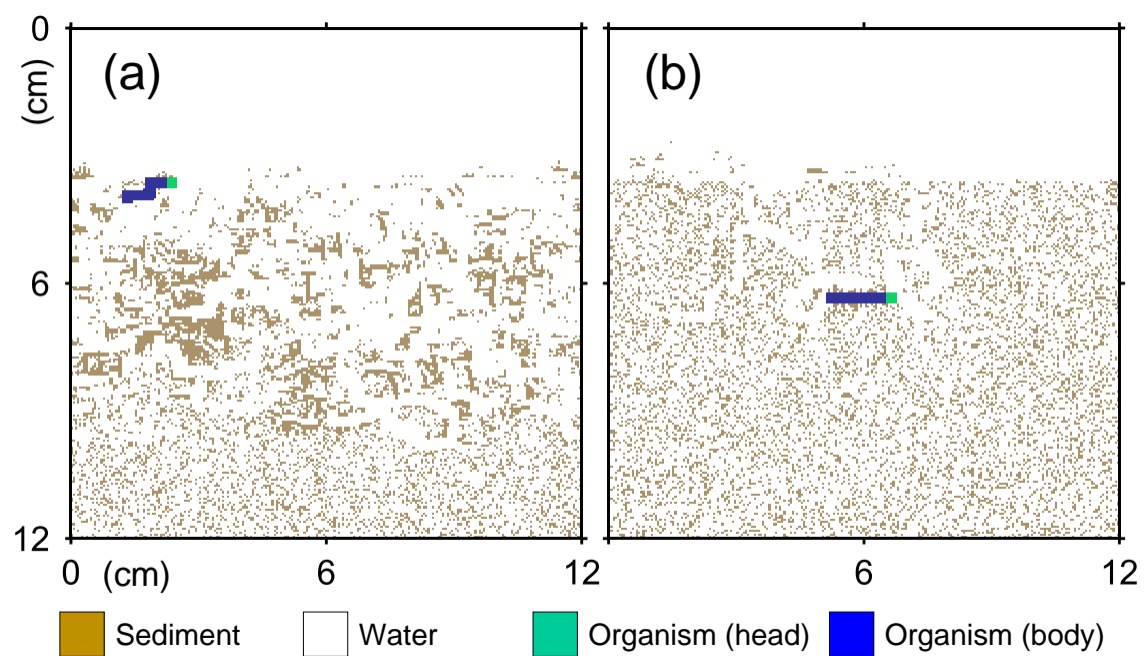 0
(cm)
(a)
(b)
6
12
0 (cm) 6 12
6 12
Sediment Water Organism (head) Organism (body)